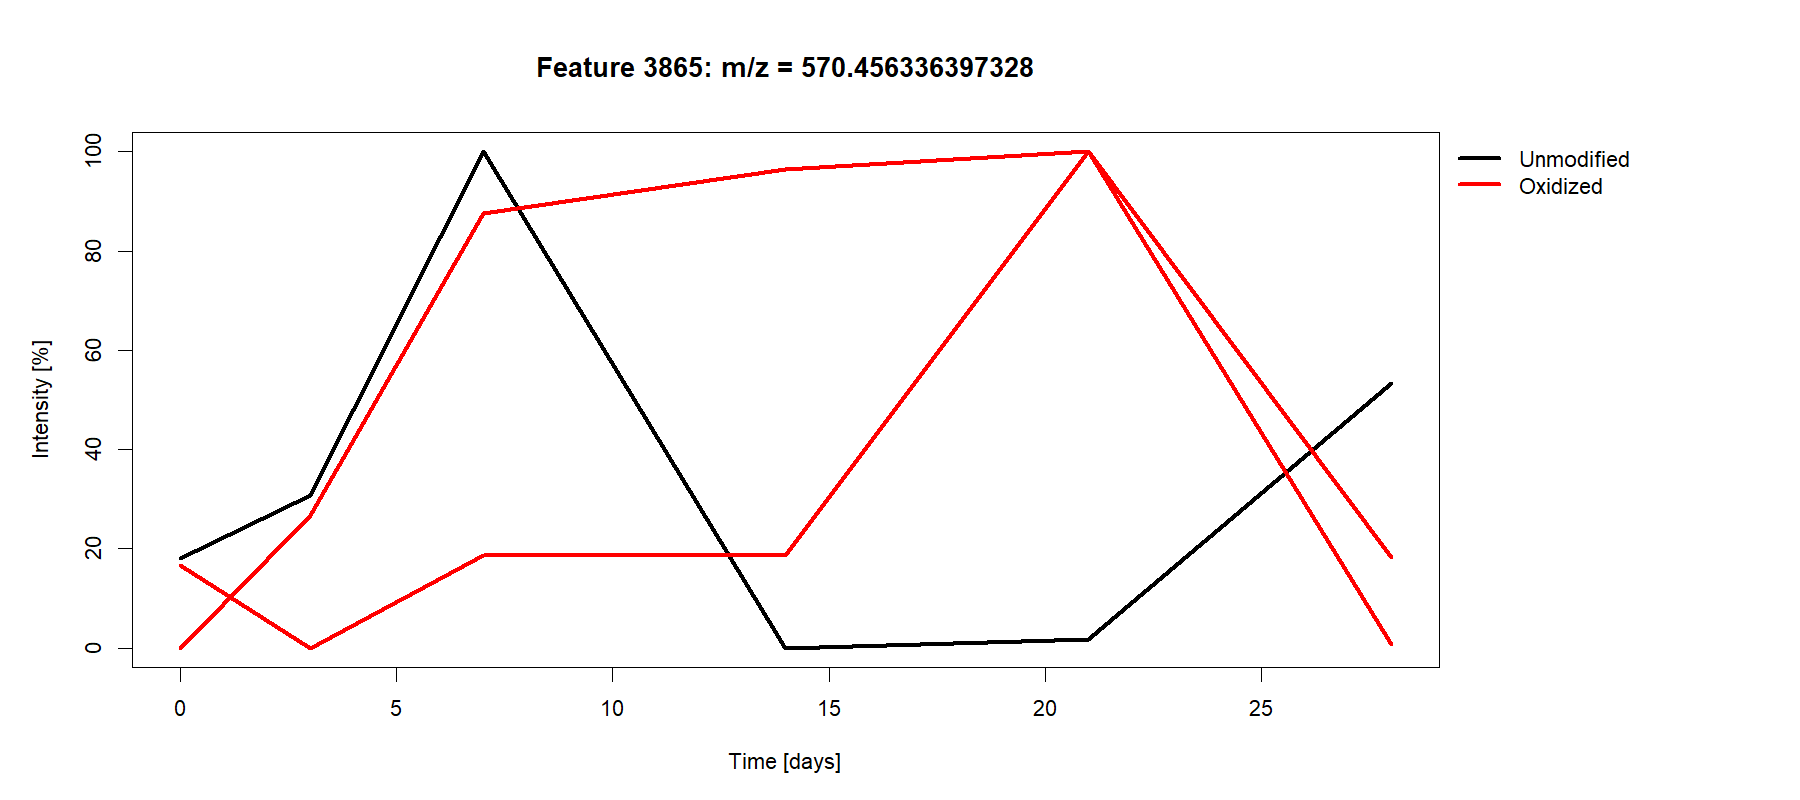 Feature 3865: m/z = 570.456336397328
Unmodified
Oxidized
Intensity [%]
100
80
60
40
20
0
0 5 10 15 20 25
Time [days]